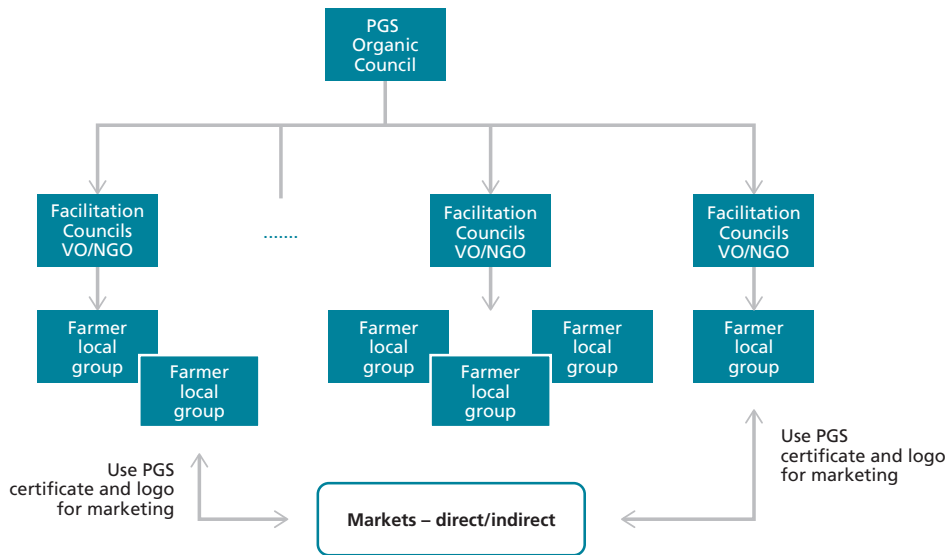 PGS
Organic
Council
Facilitation
Councils
VO/NGO
.......
Facilitation
Councils
VO/NGO
Facilitation
Councils
VO/NGO
Farmer
local
group
Farmer
local
group
Farmer
local
group
Farmer
local
group
Farmer
local
group
Farmer
local
group
Use PGS
certificate and logo
for marketing
Markets – direct/indirect
Use PGS
certificate and logo
for marketing